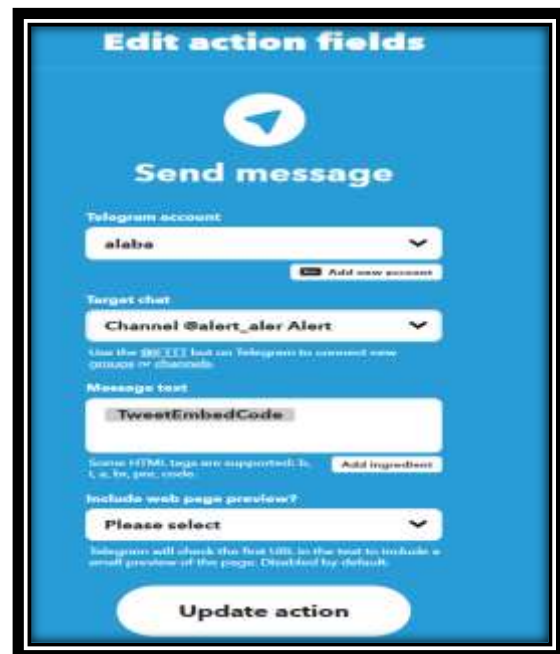 Edit action fields
Send message
Telegram account
alaba
Add new account
Target chat
Channel @alert_aler Alert
Use the @IFTTT bot on Telegram to connect new
groups or channels.
Message text
TweetEmbedCode
Some HTML tags are supported: b,
i, a, br, pre, code.
Add ingredient
Include web page preview?
Please select
Telegram will check the first URL in the text to include a
small preview of the page. Disabled by default.
Update action